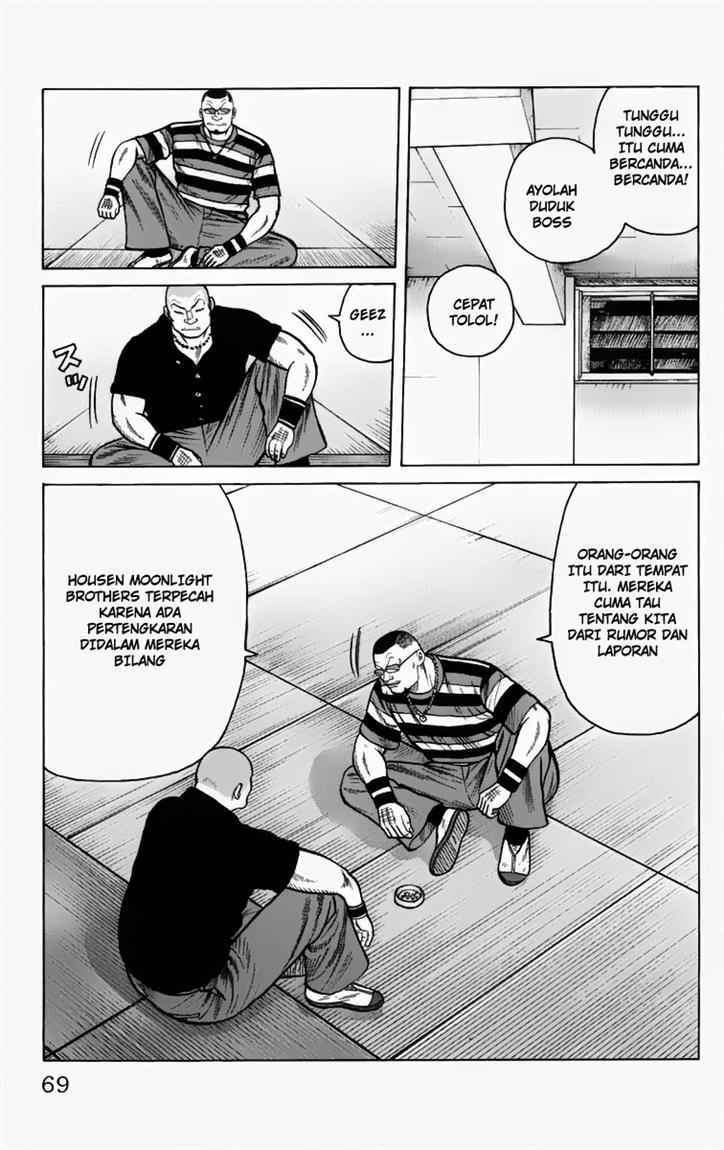 TUNGGU
TUNGGU...
ITU CUMA
BERCANDA...
BERCANDA!
AYOLAH
DUDUK
BOSS
CEPAT
TOLOL!
GEEZ
...
ズッ
ORANG-ORANG
ITU DARI TEMPAT
ITU. MEREKA
CUMA TAU
TENTANG KITA
DARI RUMOR DAN
LAPORAN
HOUSEN MOONLIGHT
BROTHERS TERPECAH
KARENA ADA
PERTENGKARAN
DIDALAM MEREKA
BILANG
69